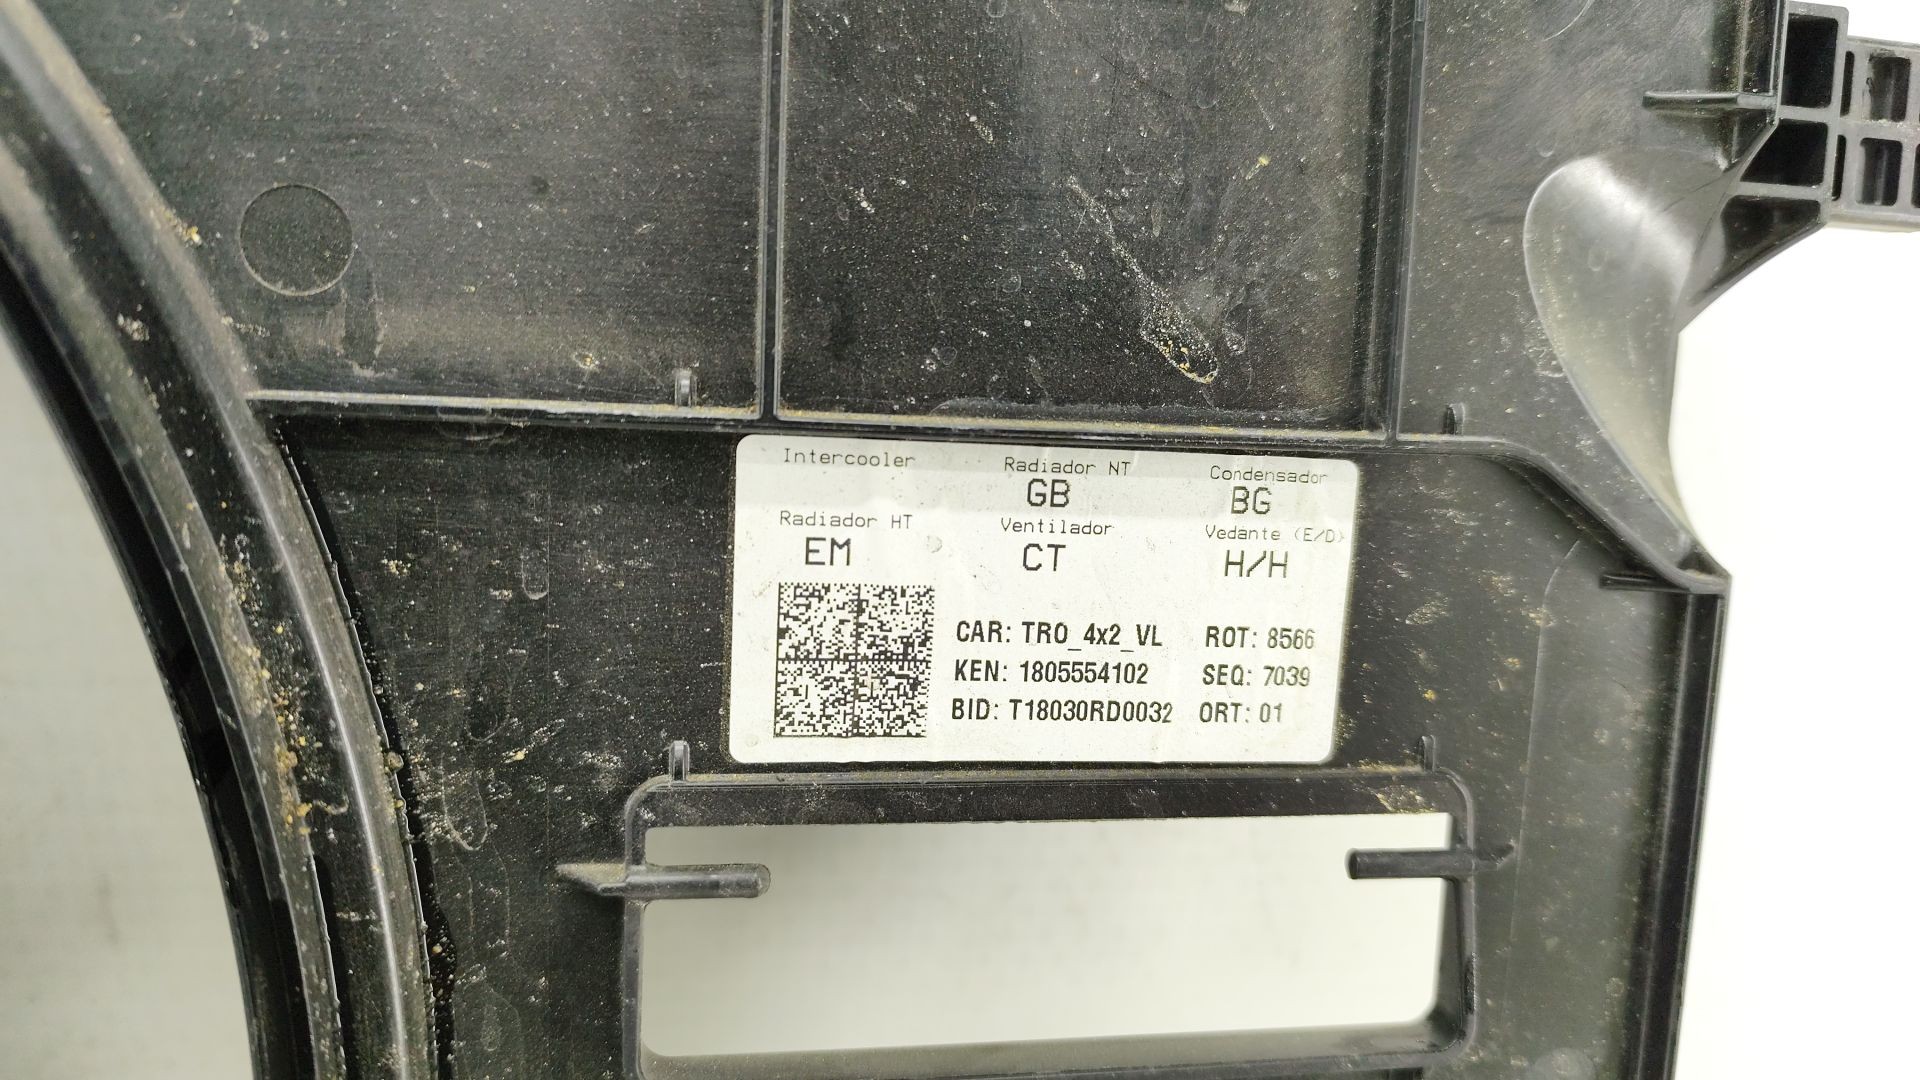 Intercooler Radiador NT Condensador
GB BG
Radiador HT Ventilador Vedante (E/D)
EM CT H/H
CAR: TRO_4x2_VL ROT: 8566
KEN: 1805554102 SEQ: 7039
BID: T18030RD0032 ORT: 01